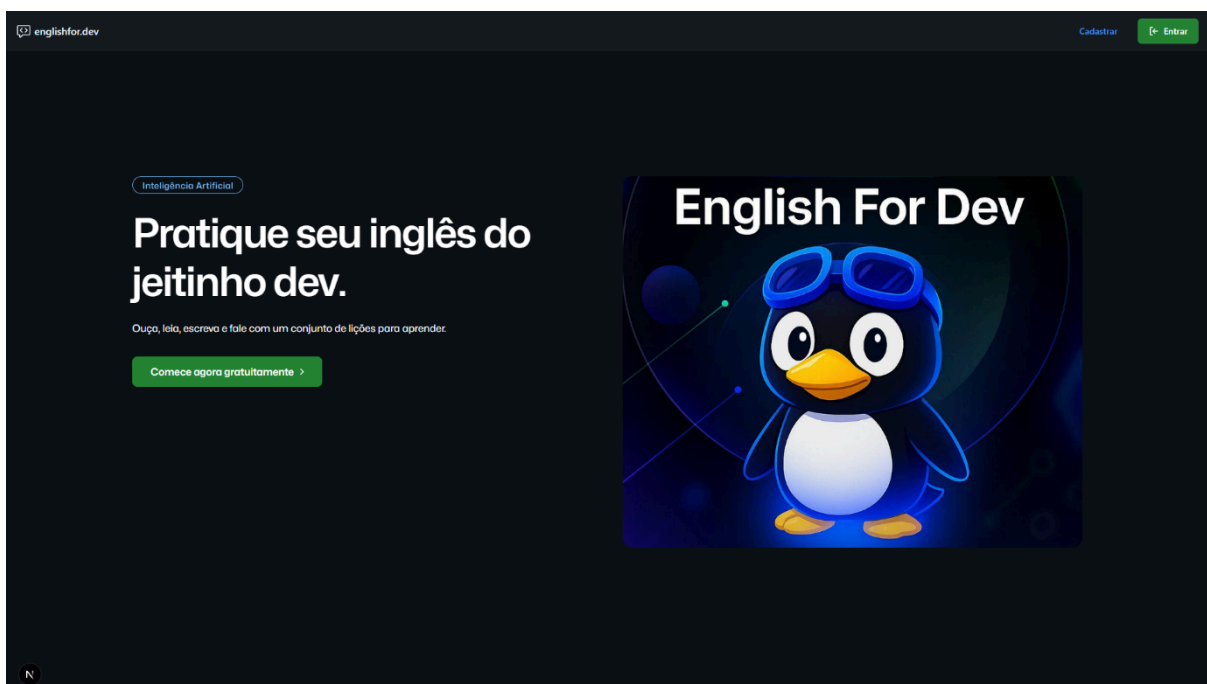 englishfor.dev
Cadastrar
Entrar
Inteligência Artificial
Pratique seu inglês do
jeitinho dev.
Ouça, leia, escreva e fale com um conjunto de lições para aprender.
Comece agora gratuitamente >
English For Dev
N